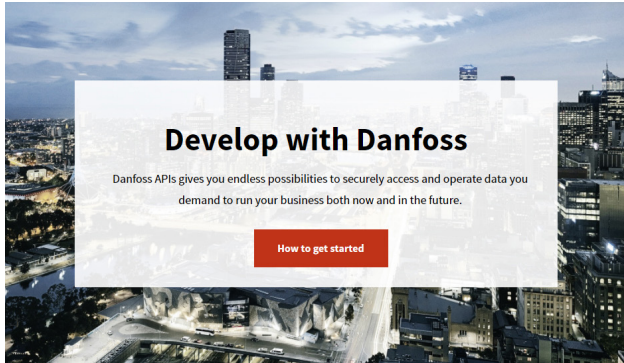 Develop with Danfoss
Danfoss APIs gives you endless possibilities to securely access and operate data you
demand to run your business both now and in the future.
How to get started